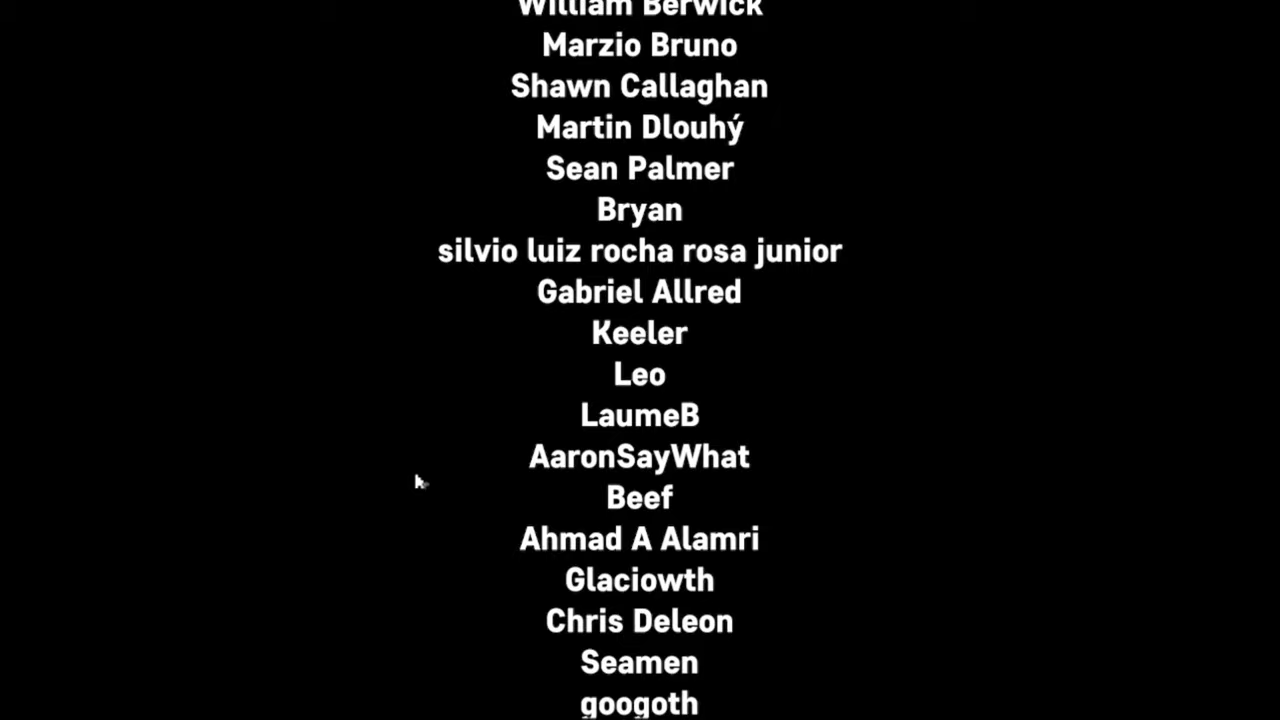 William Berwick
Marzio Bruno
Shawn Callaghan
Martin Dlouhý
Sean Palmer
Bryan
silvio luiz rocha rosa junior
Gabriel Allred
Keeler
Leo
LaumeB
AaronSayWhat
Beef
Ahmad A Alamri
Glaciowth
Chris Deleon
Seamen
googoth